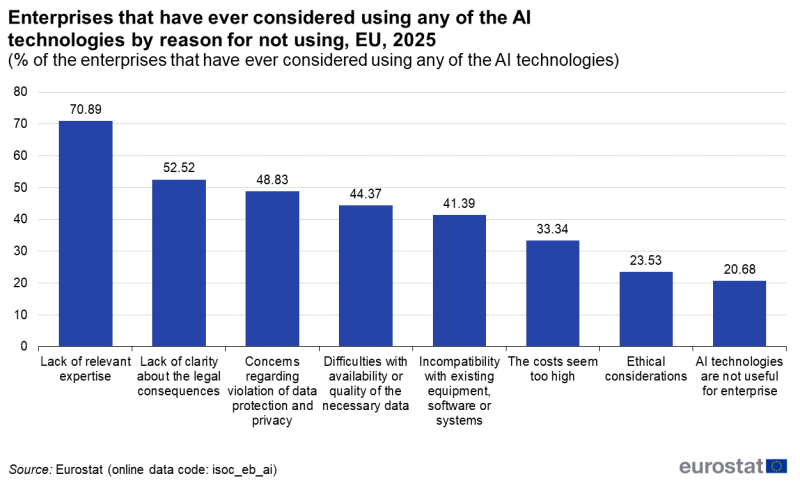 Enterprises that have ever considered using any of the AI
technologies by reason for not using, EU, 2025
(% of the enterprises that have ever considered using any of the AI technologies)
80
70
60
50
40
30
20
10
0
70.89
52.52
48.83
44.37
41.39
33.34
23.53
20.68
Lack of relevant
expertise
Lack of clarity
about the legal
consequences
Concerns
regarding
violation of data
protection and
privacy
Difficulties with
availability or
quality of the
necessary data
Incompatibility
with existing
equipment,
software or
systems
The costs seem
too high
Ethical
considerations
AI technologies
are not useful
for enterprise
Source: Eurostat (online data code: isoc_eb_ai)
eurostat